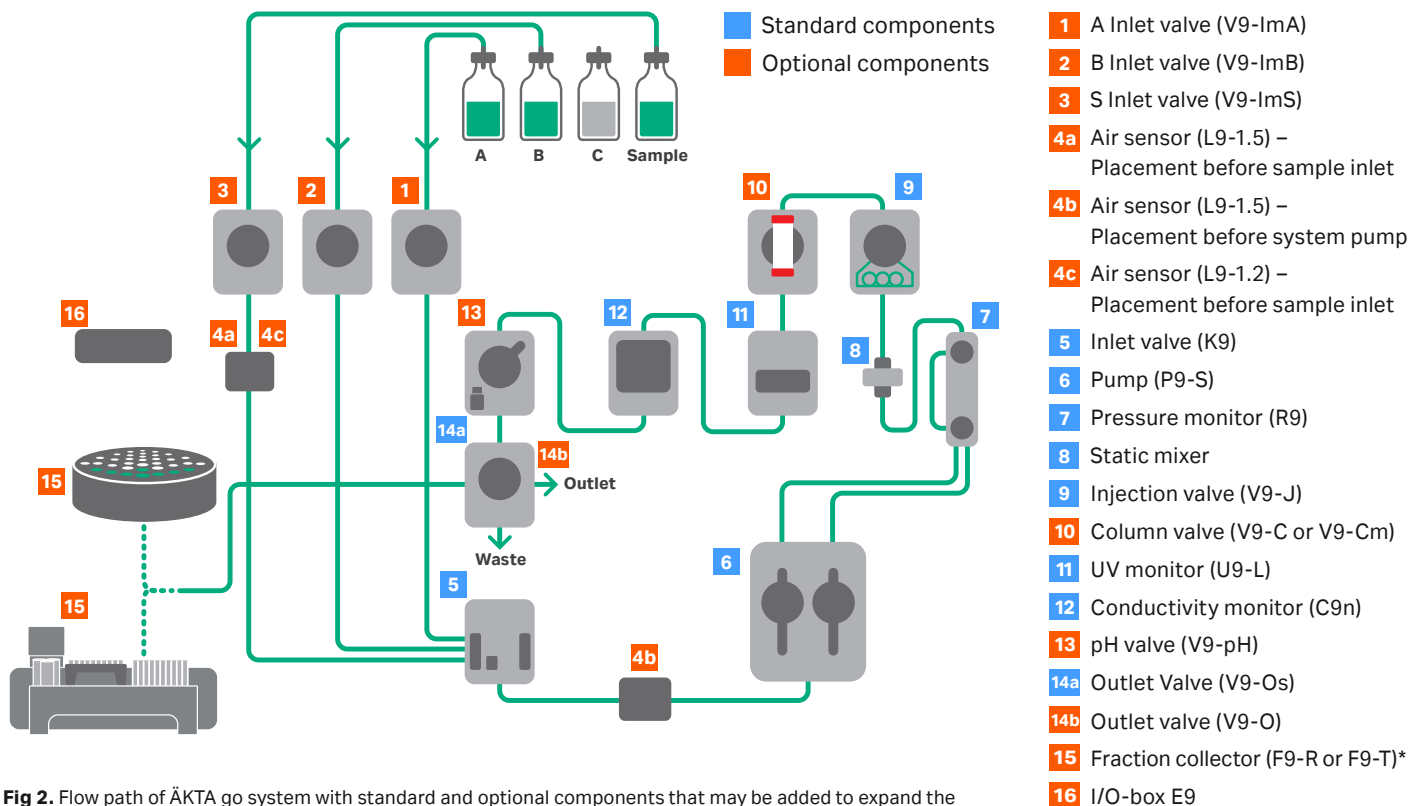 Standard components
Optional components
A
B
C
Sample
3
2
1
10
9
16
4a
4c
13
12
11
8
7
14a
14b
Outlet
15
Waste
5
6
15
4b
1 A Inlet valve (V9-ImA)
2 B Inlet valve (V9-ImB)
3 S Inlet valve (V9-ImS)
4a Air sensor (L9-1.5) –
Placement before sample inlet
4b Air sensor (L9-1.5) –
Placement before system pump
4c Air sensor (L9-1.2) –
Placement before sample inlet
5 Inlet valve (K9)
6 Pump (P9-S)
7 Pressure monitor (R9)
8 Static mixer
9 Injection valve (V9-J)
10 Column valve (V9-C or V9-Cm)
11 UV monitor (U9-L)
12 Conductivity monitor (C9n)
13 pH valve (V9-pH)
14a Outlet Valve (V9-Os)
14b Outlet valve (V9-O)
15 Fraction collector (F9-R or F9-T)*
16 I/O-box E9
Fig 2. Flow path of ÄKTA go system with standard and optional components that may be added to expand the